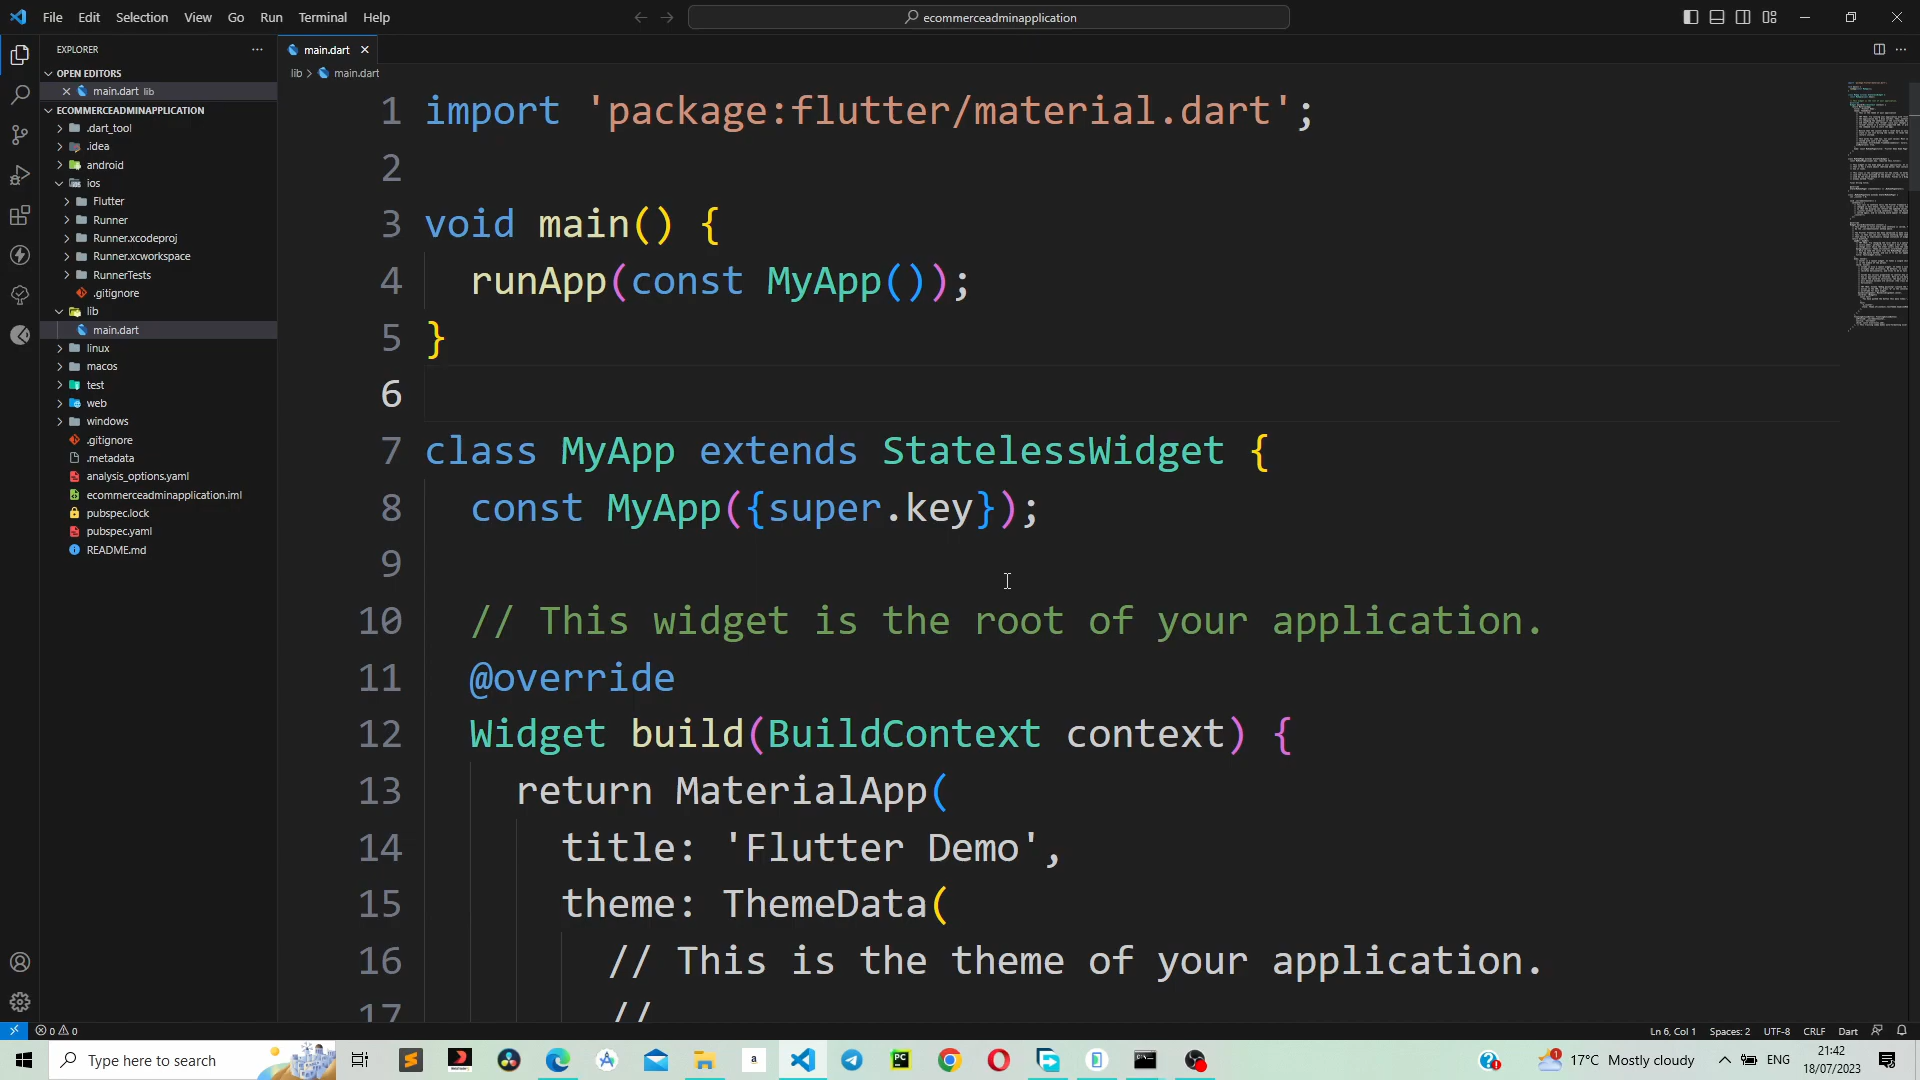 File Edit Selection View Go Run Terminal Help
ecommerceadminapplication
EXPLORER
OPEN EDITORS
main.dart lib
ECOMMERCEADMINAPPLICATION
.dart_tool
.idea
android
ios
Flutter
Runner
Runner.xcodeproj
Runner.xcworkspace
RunnerTests
.gitignore
lib
main.dart
linux
macos
test
web
windows
.gitignore
.metadata
analysis_options.yaml
ecommerceadminapplication.iml
pubspec.lock
pubspec.yaml
README.md
main.dart
lib > main.dart
1 import 'package:flutter/material.dart';
2
3 void main() {
4 runApp(const MyApp());
5 }
6
7 class MyApp extends StatelessWidget {
8 const MyApp({super.key});
9
10 // This widget is the root of your application.
11 @override
12 Widget build(BuildContext context) {
13 return MaterialApp(
14 title: 'Flutter Demo',
15 theme: ThemeData(
16 // This is the theme of your application.
17 //
0 0
Ln 6, Col 1 Spaces: 2 UTF-8 CRLF Dart
Type here to search
a
PC
1
17°C Mostly cloudy
ENG
21:42
18/07/2023